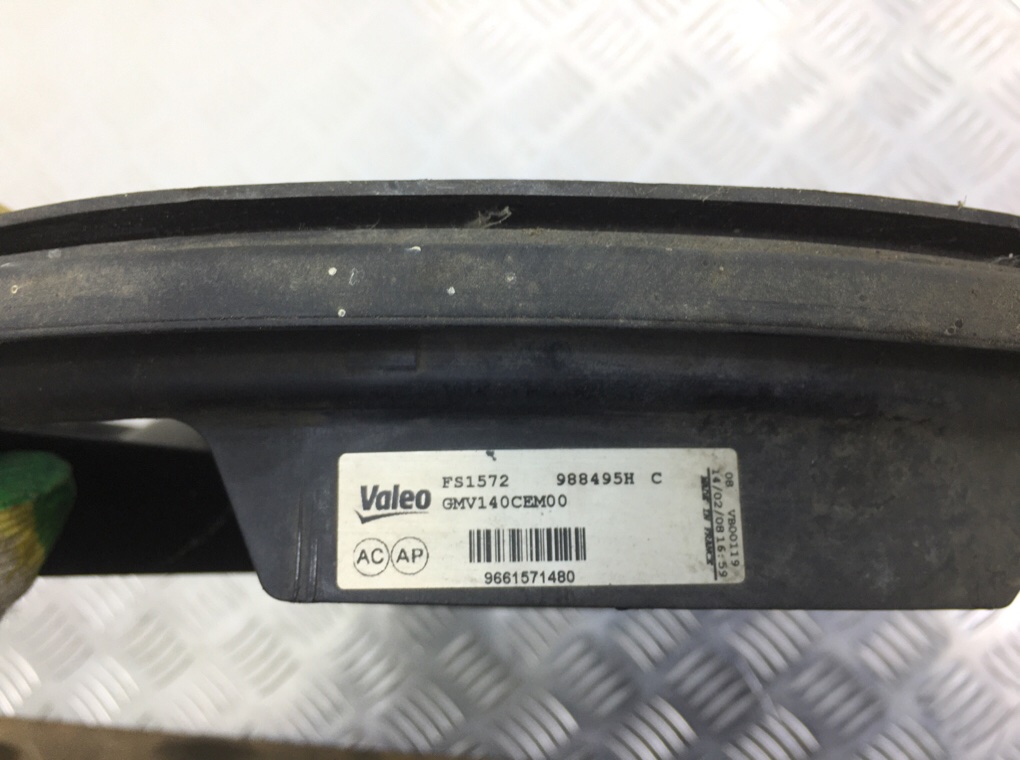 Valeo
FS1572 988495H C
GMV140CEM00
AC AP
9661571480
08 VB00119
14/02/08 16:59
MADE IN FRANCE